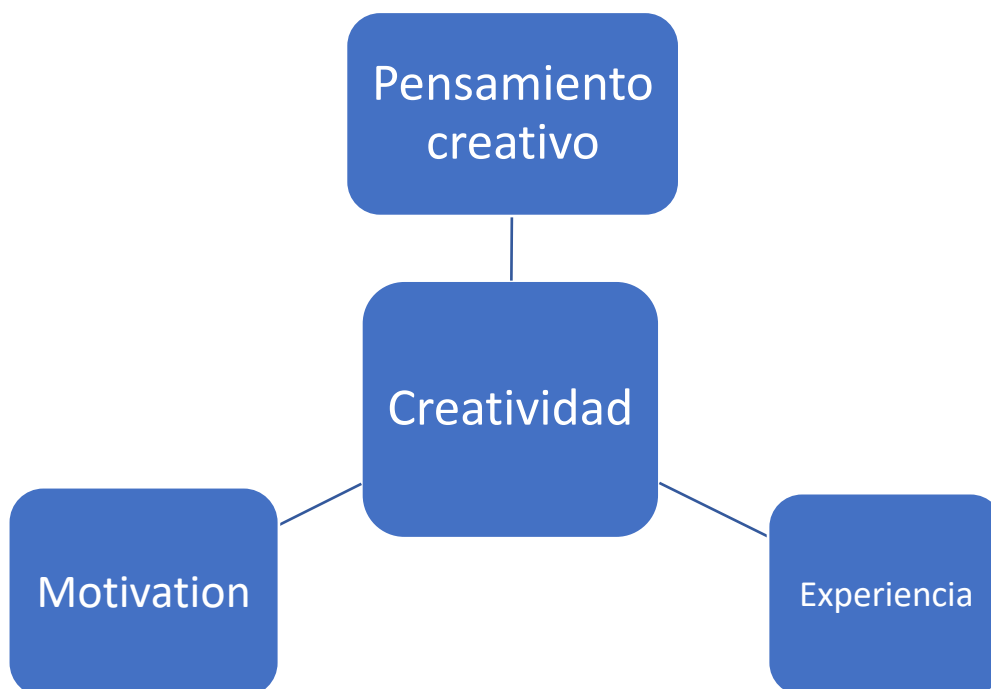 Pensamiento
creativo
Creatividad
Motivation
Experiencia